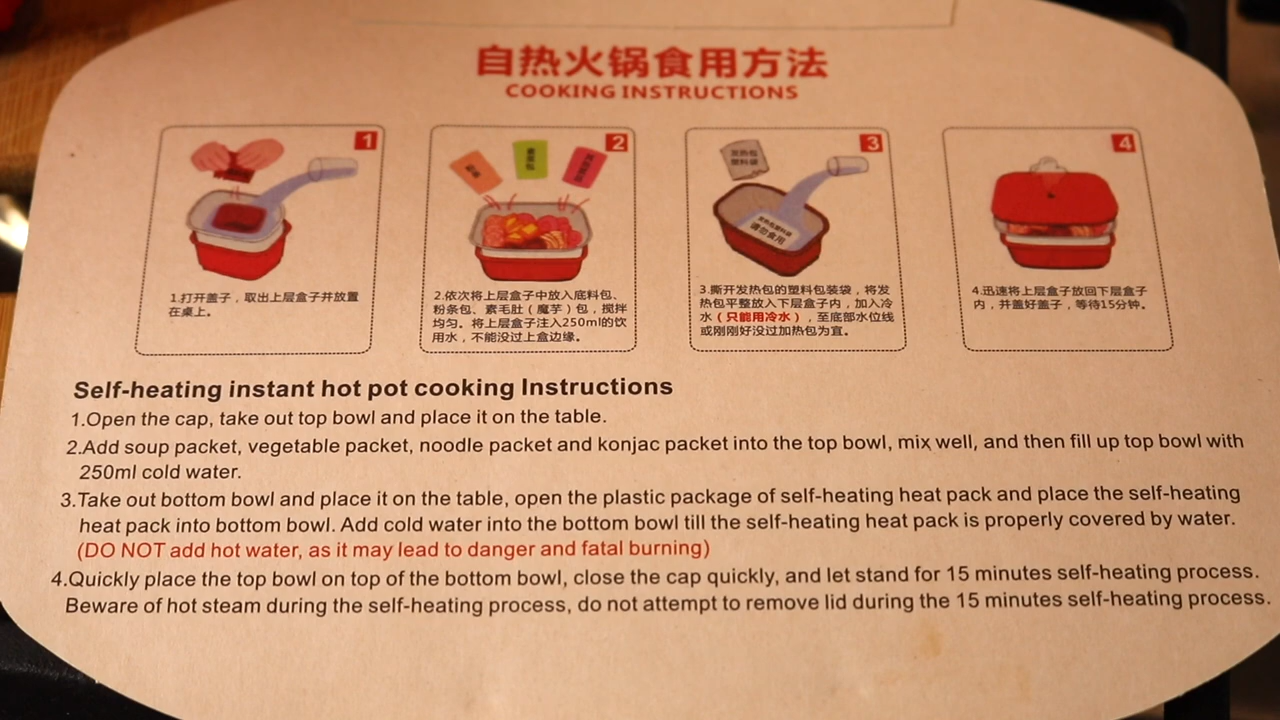 自热火锅食用方法
COOKING INSTRUCTIONS
1
1.打开盖子，取出上层盒子并放置
在桌上。
2
2.依次将上层盒子中放入底料包、
粉条包、素毛肚（魔芋）包，搅拌
均匀。将上层盒子注入250ml的饮
用水，不能没过上盒边缘。
3
发热包
塑料袋
请勿食用
3.撕开发热包的塑料包装袋，将发
热包平整放入下层盒子内，加入冷
水（只能用冷水），至底部水位线
或刚刚好没过加热包为宜。
4
4.迅速将上层盒子放回下层盒子
内，并盖好盖子，等待15分钟。
Self-heating instant hot pot cooking Instructions
1.Open the cap, take out top bowl and place it on the table.
2.Add soup packet, vegetable packet, noodle packet and konjac packet into the top bowl, mix well, and then fill up top bowl with
250ml cold water.
3.Take out bottom bowl and place it on the table, open the plastic package of self-heating heat pack and place the self-heating
heat pack into bottom bowl. Add cold water into the bottom bowl till the self-heating heat pack is properly covered by water.
(DO NOT add hot water, as it may lead to danger and fatal burning)
4.Quickly place the top bowl on top of the bottom bowl, close the cap quickly, and let stand for 15 minutes self-heating process.
Beware of hot steam during the self-heating process, do not attempt to remove lid during the 15 minutes self-heating process.